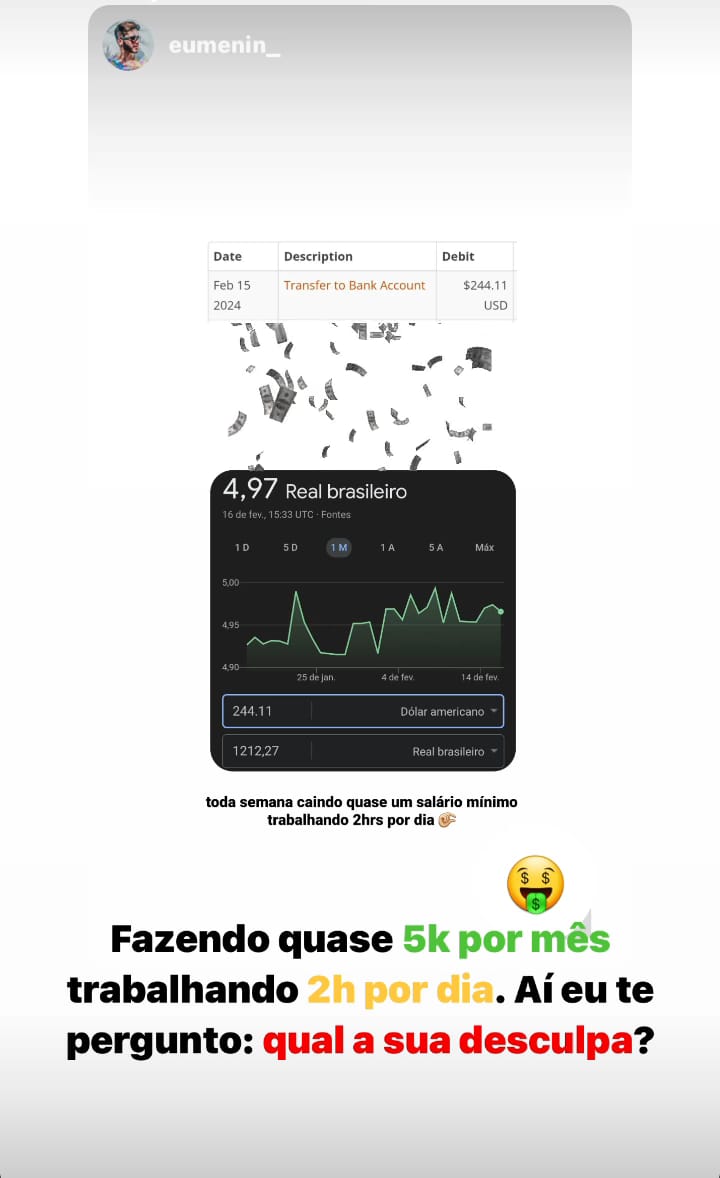 eumenin_
Date Description Debit
Feb 15 2024 Transfer to Bank Account $244.11 USD
4,97 Real brasileiro
16 de fev., 15:33 UTC · Fontes
1 D 5 D 1 M 1 A 5 A Máx
5,00
4,95
4,90
25 de jan. 4 de fev. 14 de fev.
244.11 Dólar americano
1212,27 Real brasileiro
toda semana caindo quase um salário mínimo
trabalhando 2hrs por dia
Fazendo quase 5k por mês
trabalhando 2h por dia. Aí eu te
pergunto: qual a sua desculpa?